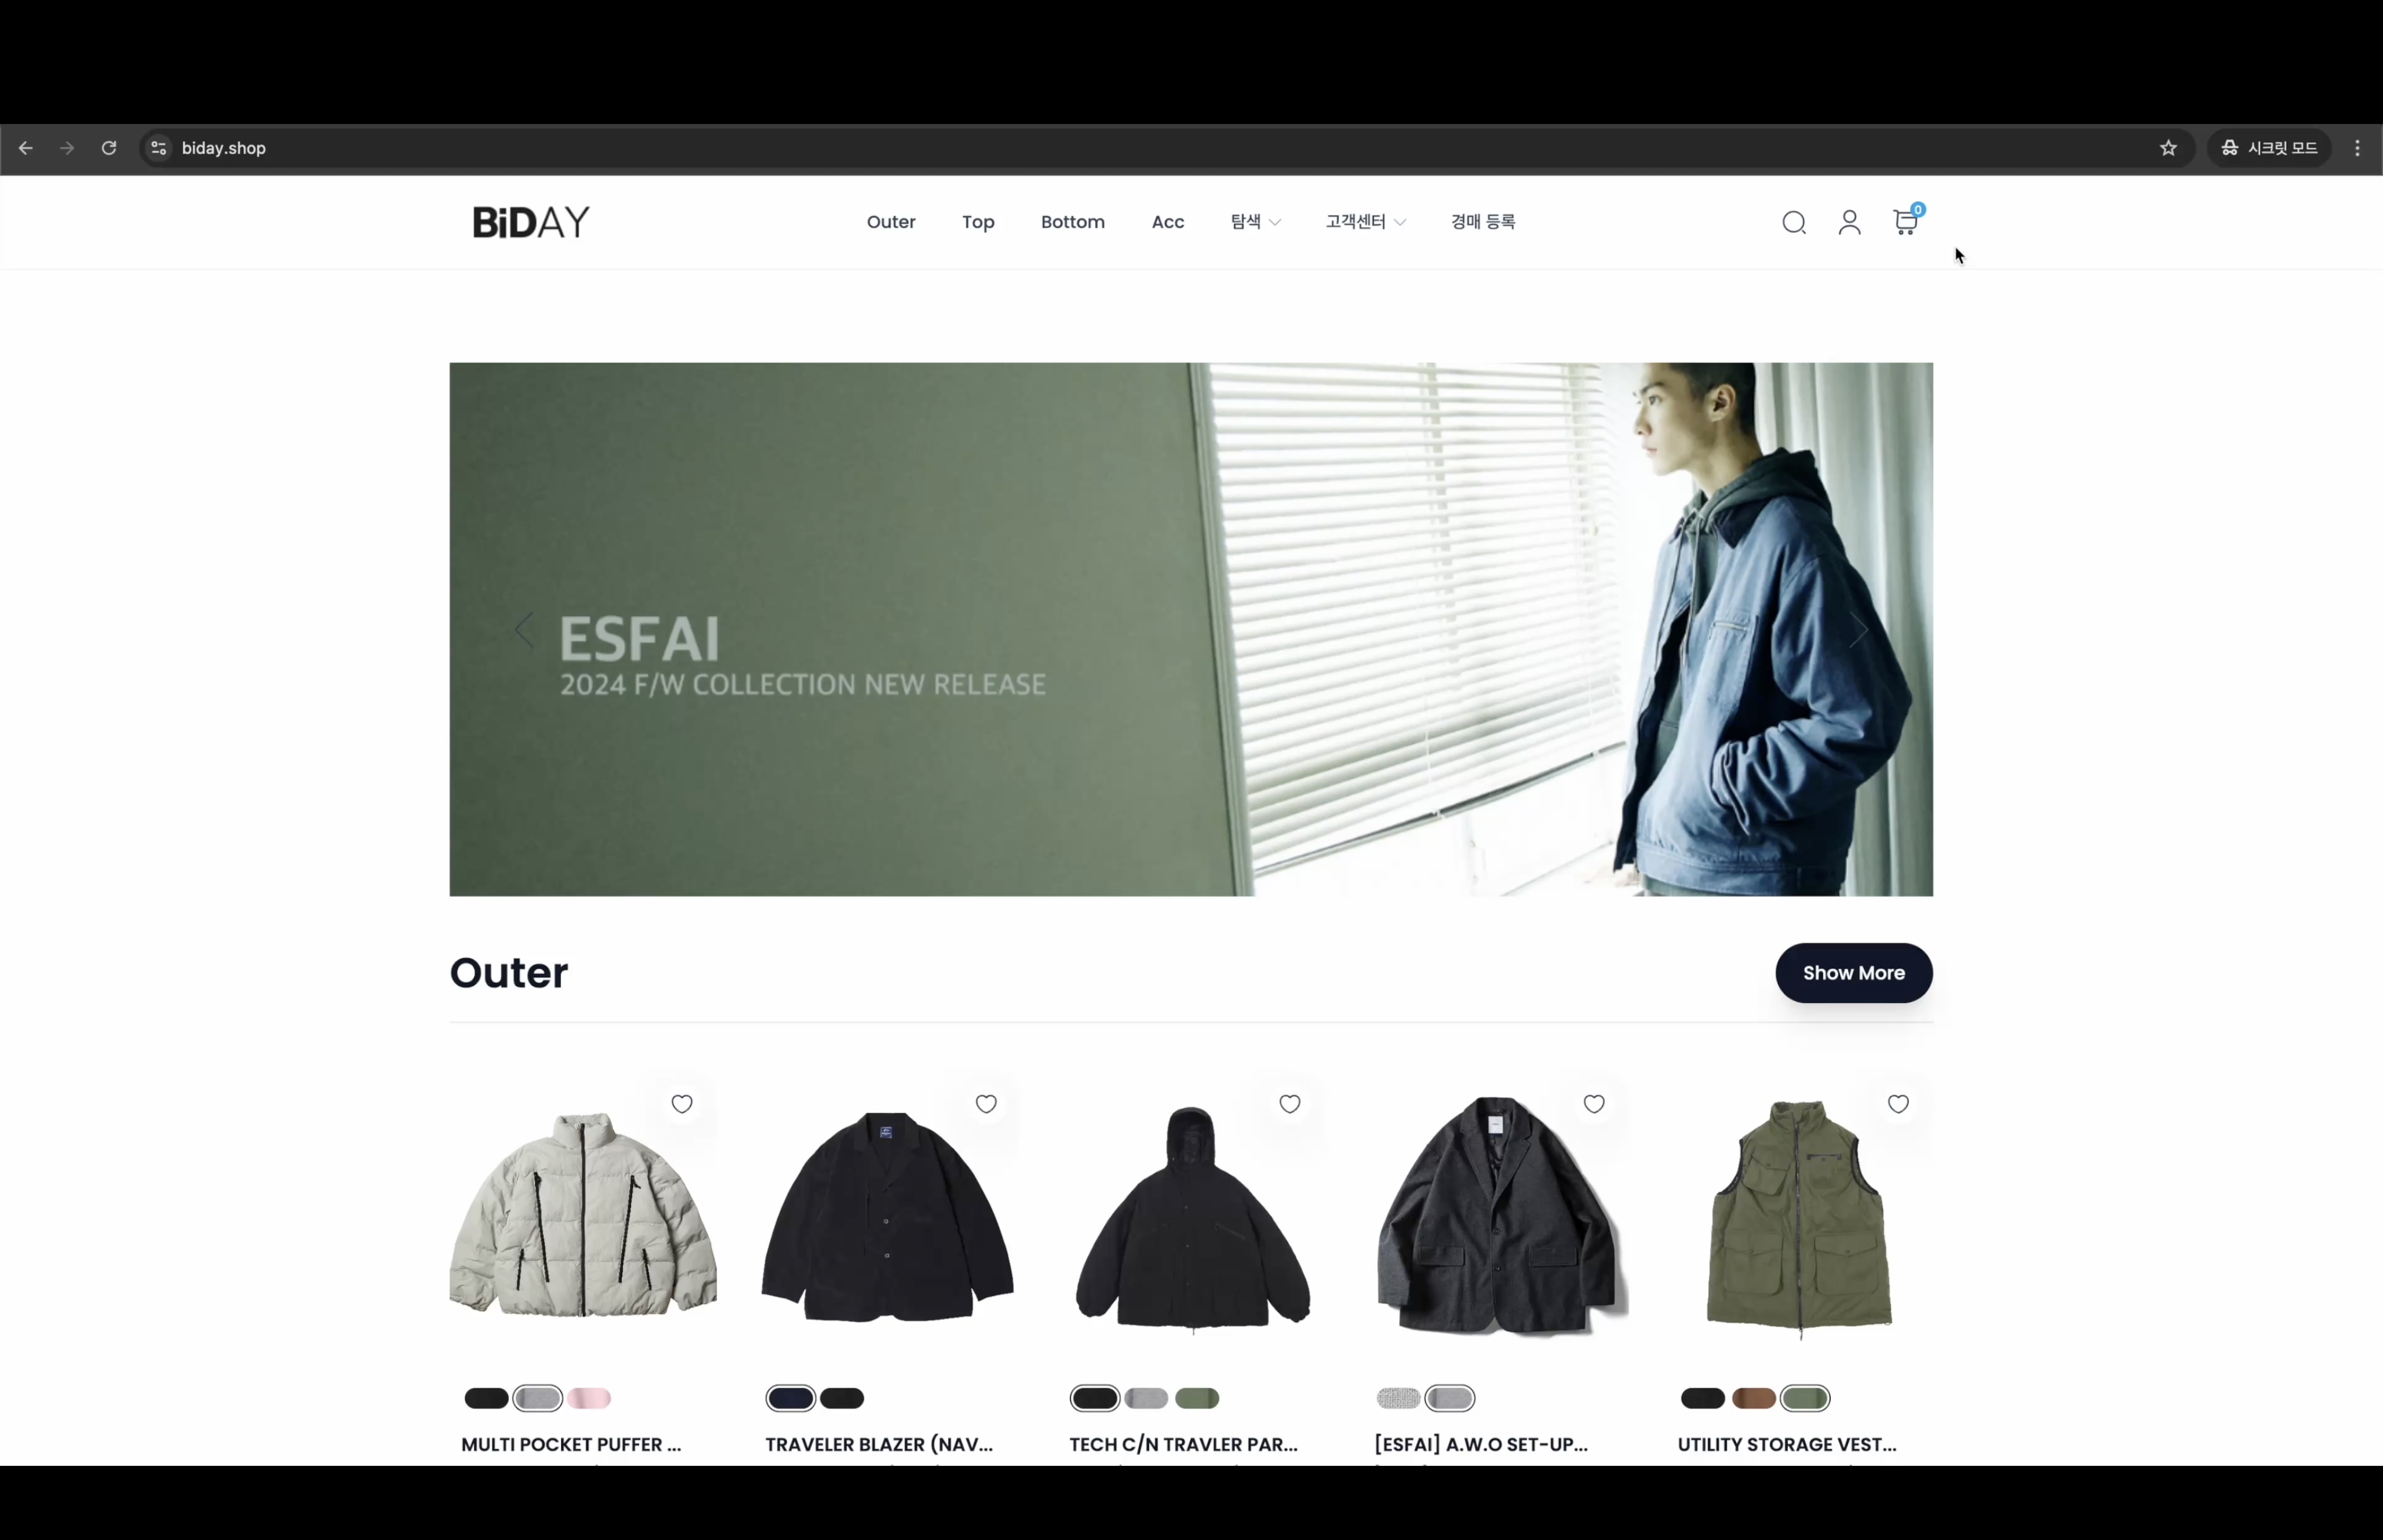 biday.shop
시크릿 모드
BiDAY
Outer
Top
Bottom
Acc
탐색
고객센터
경매 등록
0
ESFAI
2024 F/W COLLECTION NEW RELEASE
Outer
Show More
MULTI POCKET PUFFER ...
TRAVELER BLAZER (NAV...
TECH C/N TRAVLER PAR...
[ESFAI] A.W.O SET-UP...
UTILITY STORAGE VEST...